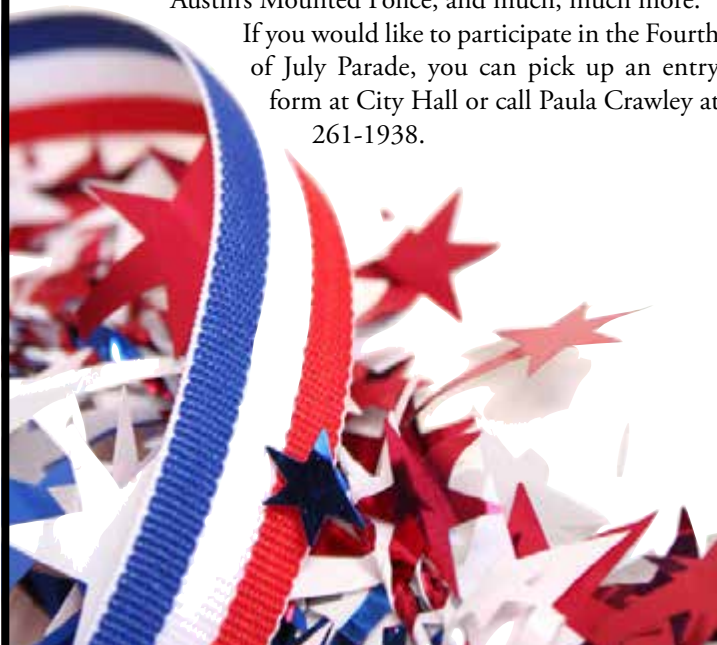 Austin's Mounted Police, and much, much more.
If you would like to participate in the Fourth
of July Parade, you can pick up an entry
form at City Hall or call Paula Crawley at
261-1938.